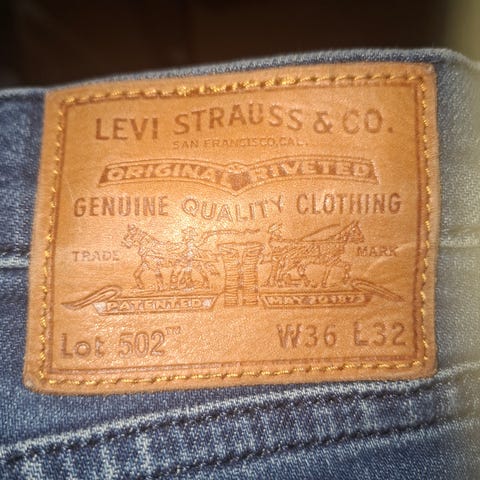 LEVI STRAUSS & CO.
SAN FRANCISCO, CAL.
ORIGINAL RIVETED
GENUINE QUALITY CLOTHING
TRADE MARK
PATENTED MAY 20 1873
Lot 502™ W36 L32